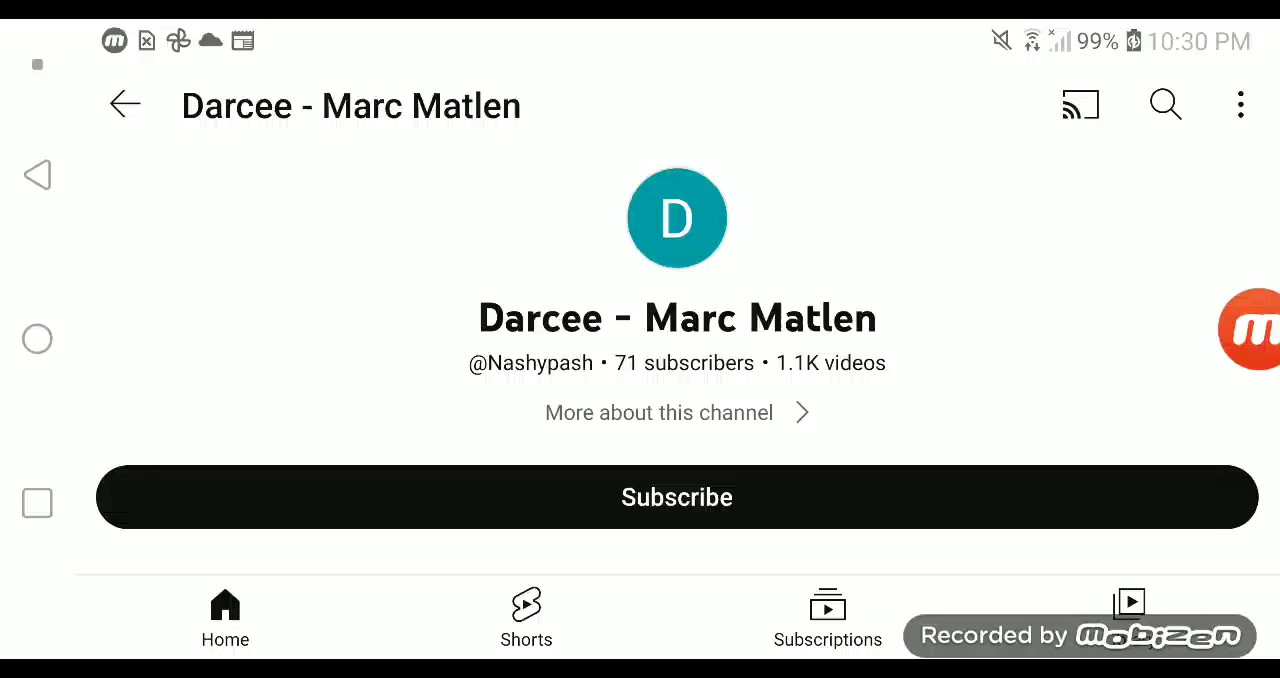 99% 10:30 PM
Darcee - Marc Matlen
D
Darcee - Marc Matlen
@Nashypash • 71 subscribers • 1.1K videos
More about this channel
Subscribe
Home Shorts Subscriptions
Recorded by mobizen